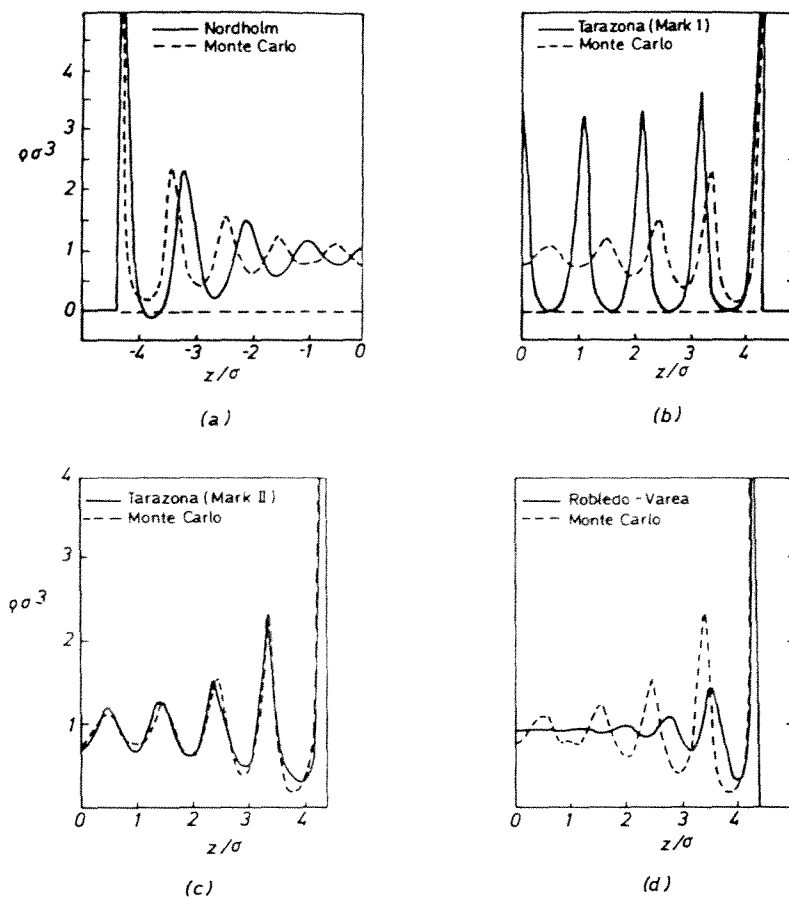 Nordholm
Monte Carlo
4
3
ρσ3
2
1
0
-4 -3 -2 -1 0
z/σ
(a)
Tarazona (Mark 1)
Monte Carlo
0 1 2 3 4
z/σ
(b)
4
Tarazona (Mark II)
Monte Carlo
3
ρσ3
2
1
0 1 2 3 4
z/σ
(c)
Robledo - Varea
Monte Carlo
0 1 2 3 4
z/σ
(d)